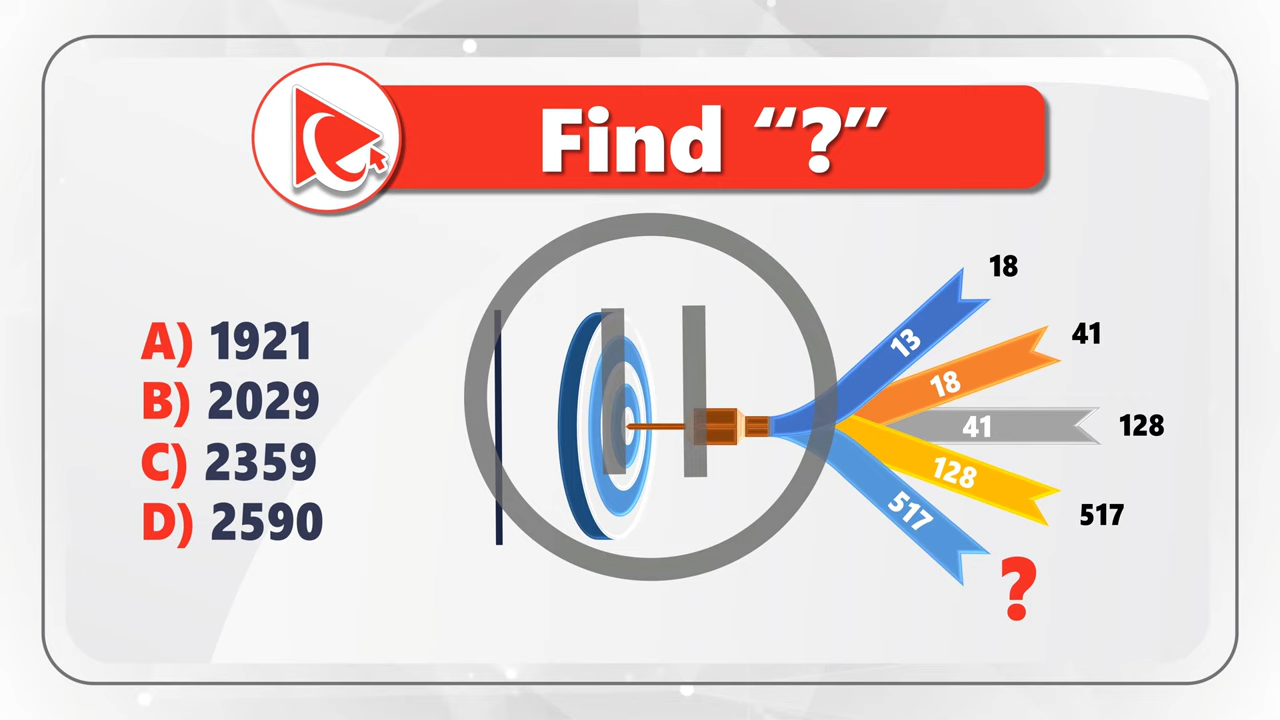 Find “?”
A) 1921
B) 2029
C) 2359
D) 2590
13 18
18 41
41 128
128 517
517 ?